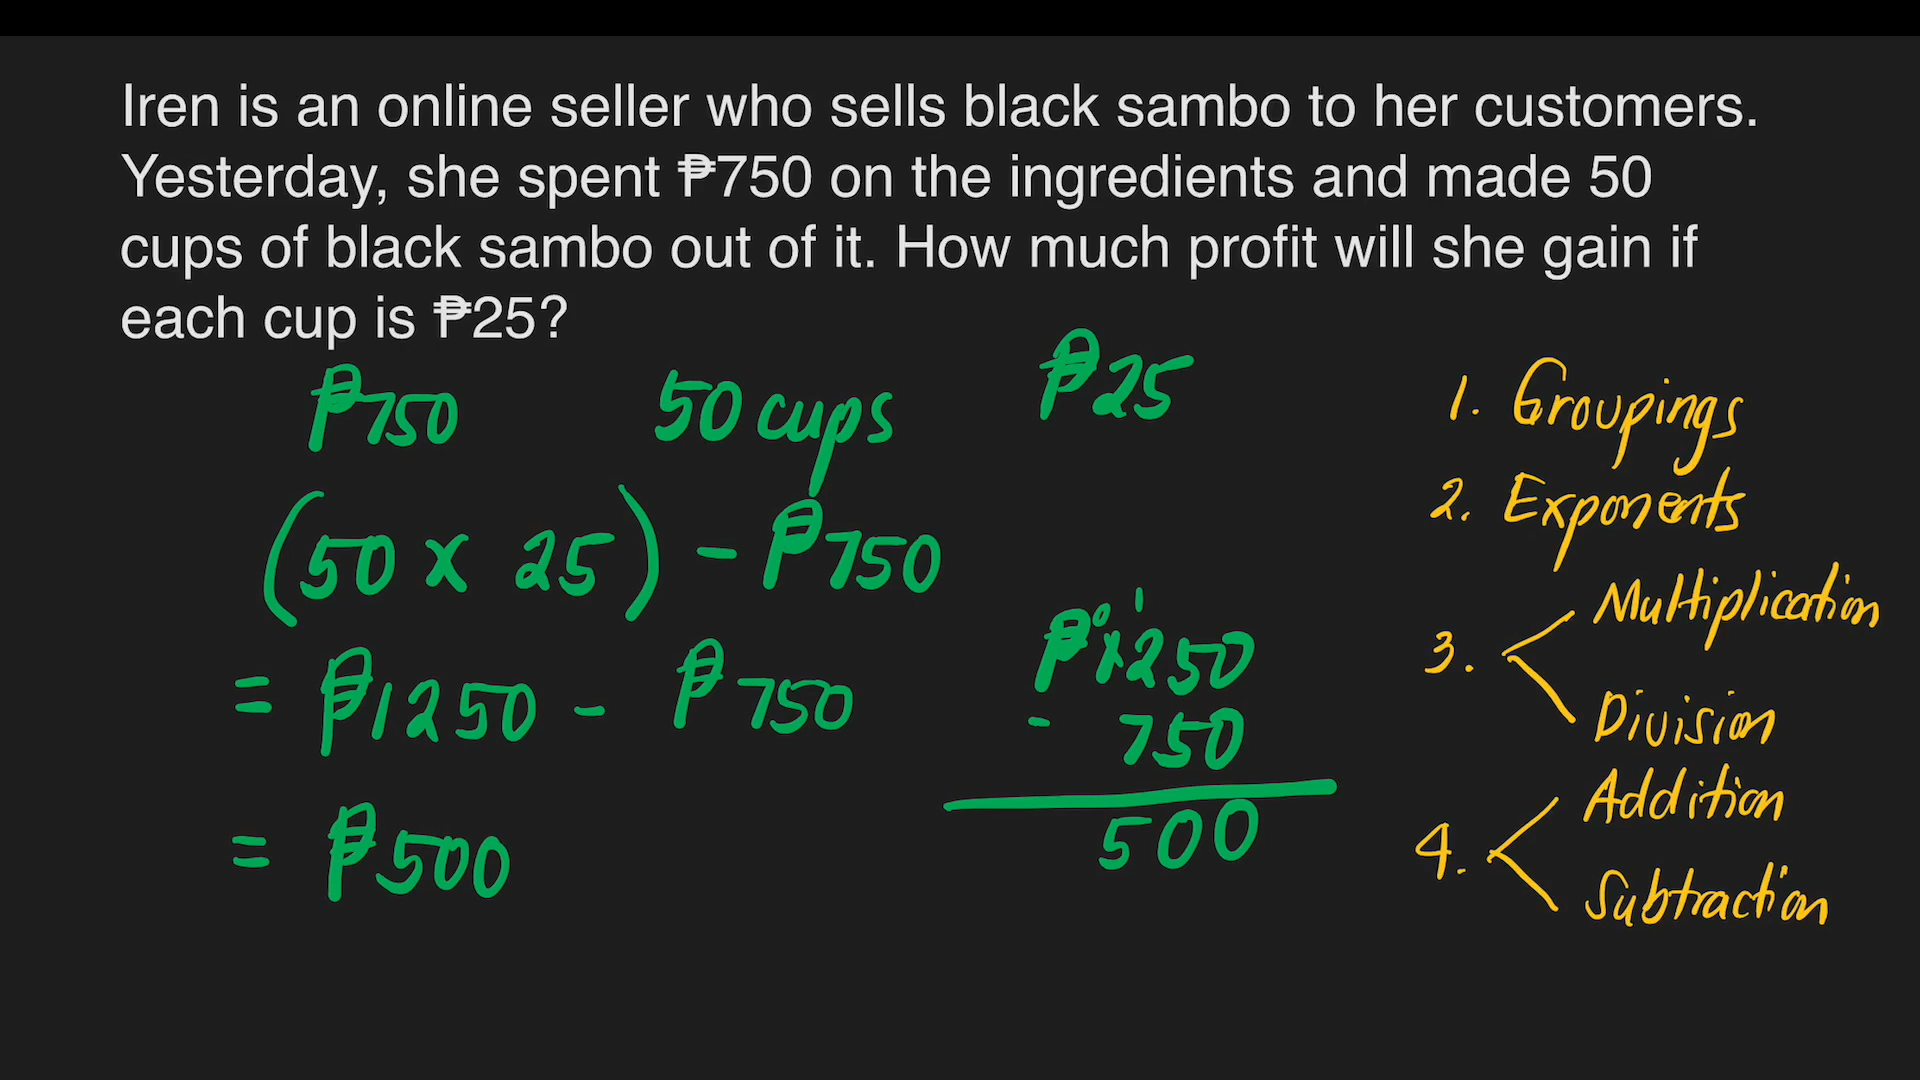 Iren is an online seller who sells black sambo to her customers.
Yesterday, she spent ₱750 on the ingredients and made 50
cups of black sambo out of it. How much profit will she gain if
each cup is ₱25?
₱750 50 cups ₱25
(50 x 25) - ₱750
= ₱1250 - ₱750
= ₱500
0 1
₱1250
- 750
500
1. Groupings
2. Exponents
3. Multiplication
Division
4. Addition
Subtraction